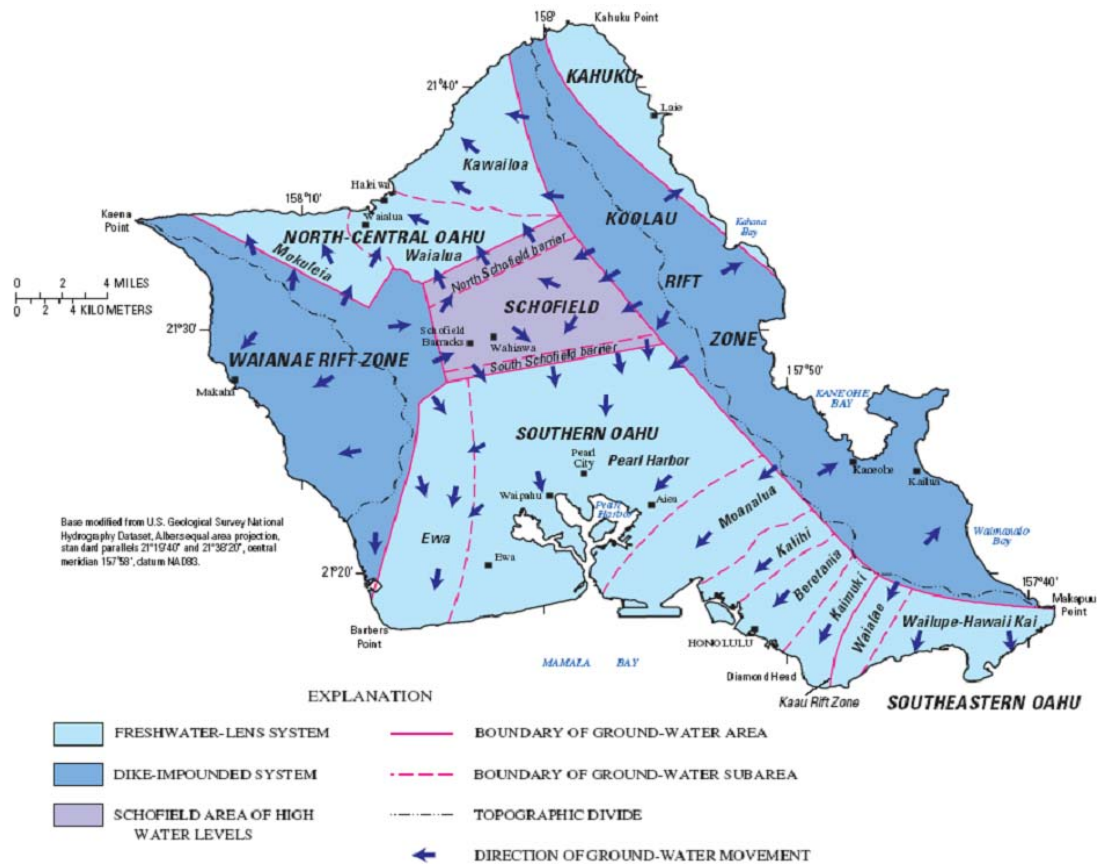 158°
Kahuku Point
KAHUKU
21°40'
Laie
Kawailoa
Haleiwa
158°10'
Waialua
Kaena
Point
NORTH-CENTRAL OAHU
Mokuleia
Waialua
KOOLAU
Kahana
Bay
North Schofield barrier
0 4 MILES
0 2 4 KILOMETERS
RIFT
SCHOFIELD
21°30'
Schofield
Barracks
Wahiawa
ZONE
WAIANAE RIFT ZONE
South Schofield barrier
157°50'
Makaha
KANEOHE
BAY
SOUTHERN OAHU
Pearl
City
Pearl Harbor
Kaneohe
Kailua
Waipahu
Aiea
Pearl
Harbor
Moanalua
Base modified from U.S. Geological Survey National
Hydrography Dataset, Albers equal-area projection,
standard parallels 21°19'40" and 21°38'20", central
meridian 157°58', datum NAD83.
Ewa
Ewa
Kalihi
Waimanalo
Bay
Beretania
21°20'
Kaimuki
157°40'
Makapuu
Point
Waialae
Wailupe-Hawaii Kai
Barbers
Point
HONOLULU
MAMALA BAY
Diamond Head
Kaau Rift Zone
SOUTHEASTERN OAHU
EXPLANATION
FRESHWATER-LENS SYSTEM
DIKE-IMPOUNDED SYSTEM
SCHOFIELD AREA OF HIGH
WATER LEVELS
BOUNDARY OF GROUND-WATER AREA
BOUNDARY OF GROUND-WATER SUBAREA
TOPOGRAPHIC DIVIDE
DIRECTION OF GROUND-WATER MOVEMENT